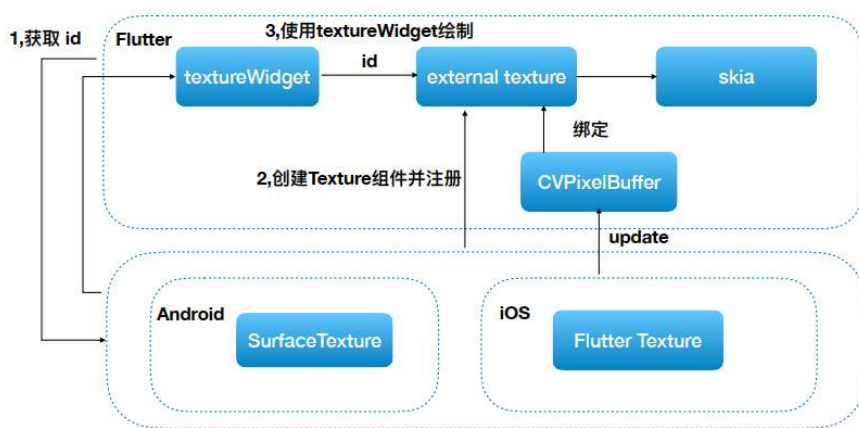 1,获取 id
Flutter
3,使用textureWidget绘制
textureWidget
id
external texture
skia
绑定
2,创建Texture组件并注册
CVPixelBuffer
update
Android
iOS
SurfaceTexture
Flutter Texture